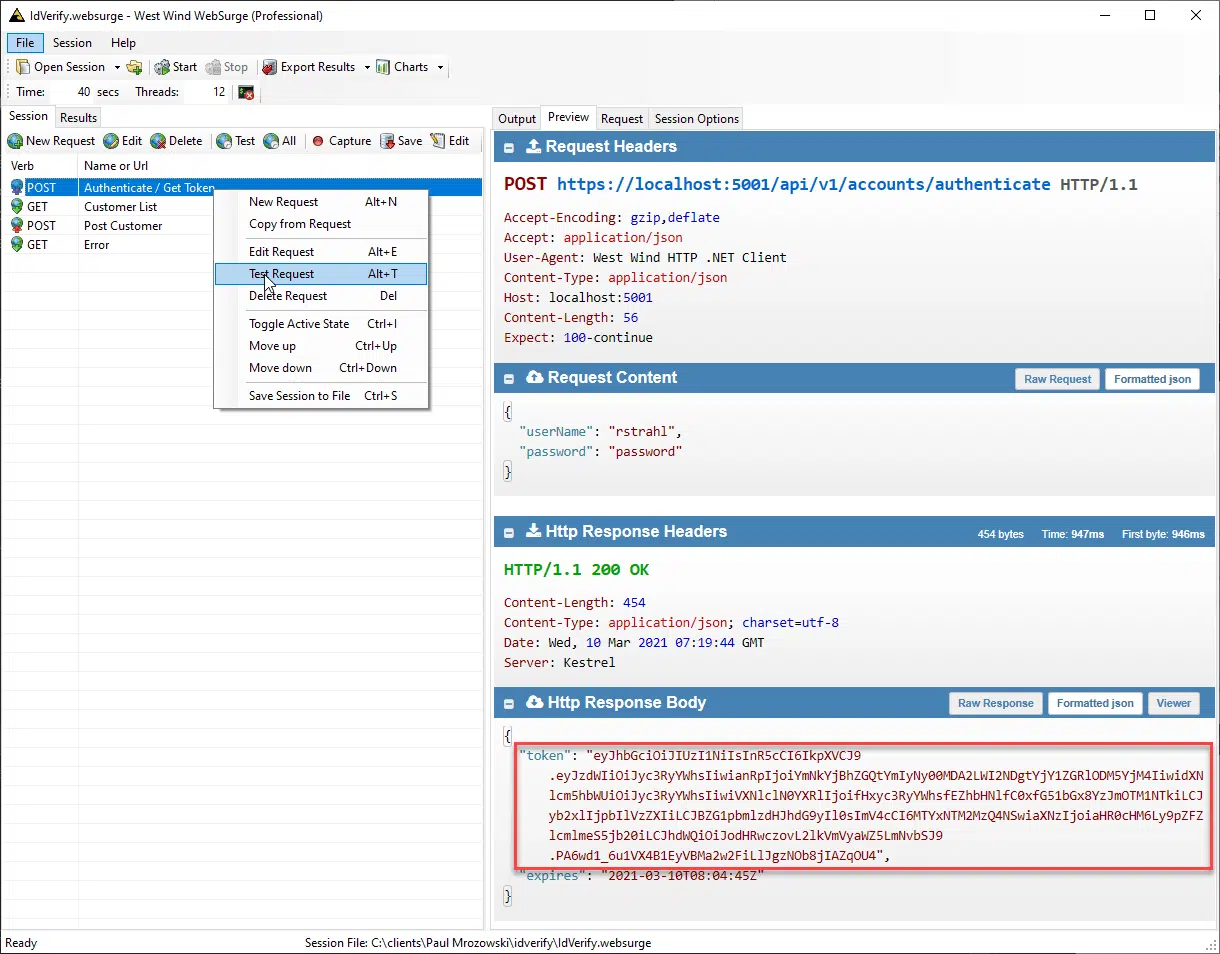 IdVerify.websurge - West Wind WebSurge (Professional)
File Session Help
Open Session Start Stop Export Results Charts
Time: 40 secs Threads: 12
Session Results
New Request Edit Delete Test All Capture Save Edit
Verb Name or Url
POST Authenticate / Get Token
GET Customer List
POST Post Customer
GET Error
New Request Alt+N
Copy from Request
Edit Request Alt+E
Test Request Alt+T
Delete Request Del
Toggle Active State Ctrl+I
Move up Ctrl+Up
Move down Ctrl+Down
Save Session to File Ctrl+S
Output Preview Request Session Options
Request Headers
POST https://localhost:5001/api/v1/accounts/authenticate HTTP/1.1
Accept-Encoding: gzip,deflate
Accept: application/json
User-Agent: West Wind HTTP .NET Client
Content-Type: application/json
Host: localhost:5001
Content-Length: 56
Expect: 100-continue
Request Content Raw Request Formatted json
{
"userName": "rstrahl",
"password": "password"
}
Http Response Headers 454 bytes Time: 947ms First byte: 946ms
HTTP/1.1 200 OK
Content-Length: 454
Content-Type: application/json; charset=utf-8
Date: Wed, 10 Mar 2021 07:19:44 GMT
Server: Kestrel
Http Response Body Raw Response Formatted json Viewer
{
"token": "eyJhbGciOiJIUzI1NiIsInR5cCI6IkpXVCJ9
.eyJzdWIiOiJyc3RyYWhsIiwianRpIjoiYmNkYjBhZGQtYmIyNy00MDA2LWI2NDgtYjY1ZGRlODM5YjM4IiwidXN
lcm5hbWUiOiJyc3RyYWhsIiwiVXNlclN0YXRlIjoifHxyc3RyYWhsfEZhbHNlfC0xfG51bGx8YzJmOTM1NTkiLCJ
yb2xlIjpbIlVzZXIiLCJBZG1pbmlzdHJhdG9yIl0sImV4cCI6MTYxNTM2MzQ4NSwiaXNzIjoiaHR0cHM6Ly9pZFZ
lcmlmeS5jb20iLCJhdWQiOiJodHRwczovL2lkVmVyaWZ5LmNvbSJ9
.PA6wd1_6u1VX4B1EyVBMa2w2FiLlJgzNOb8jIAZqOU4",
"expires": "2021-03-10T08:04:45Z"
}
Ready Session File: C:\clients\Paul Mrozowski\idverify\IdVerify.websurge